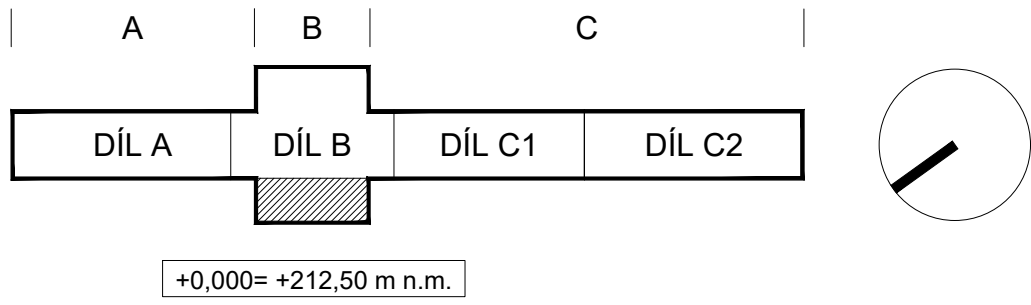 A B C
DÍL A DÍL B DÍL C1 DÍL C2
+0,000= +212,50 m n.m.